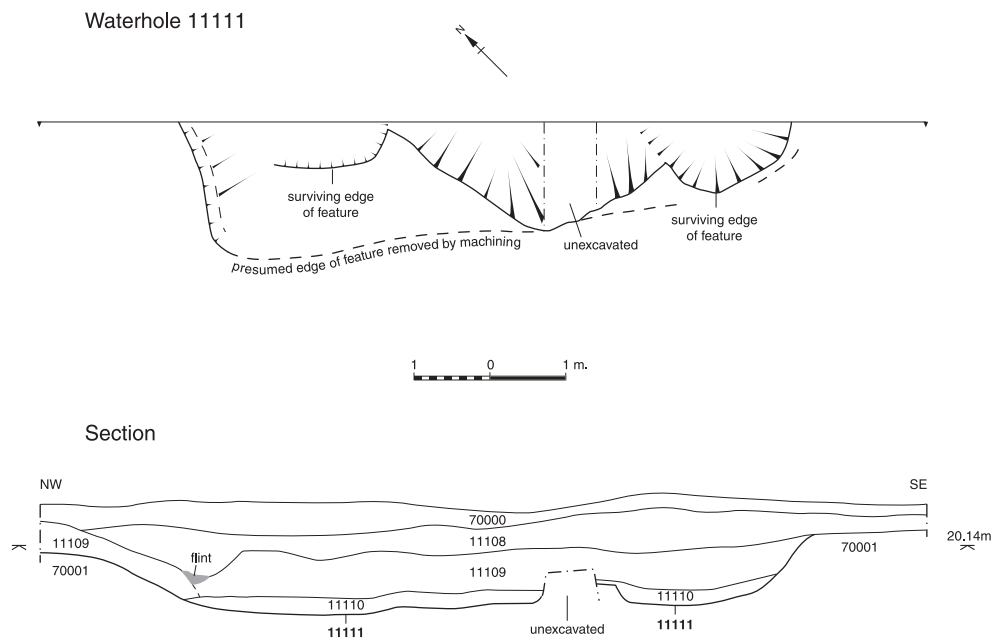 Waterhole 11111
N
surviving edge
of feature
unexcavated
surviving edge
of feature
presumed edge of feature removed by machining
1 0 1 m.
Section
NW
SE
70000
11108
20.14m
11109
flint
70001
70001
11109
11110
11110
11111
11111
unexcavated